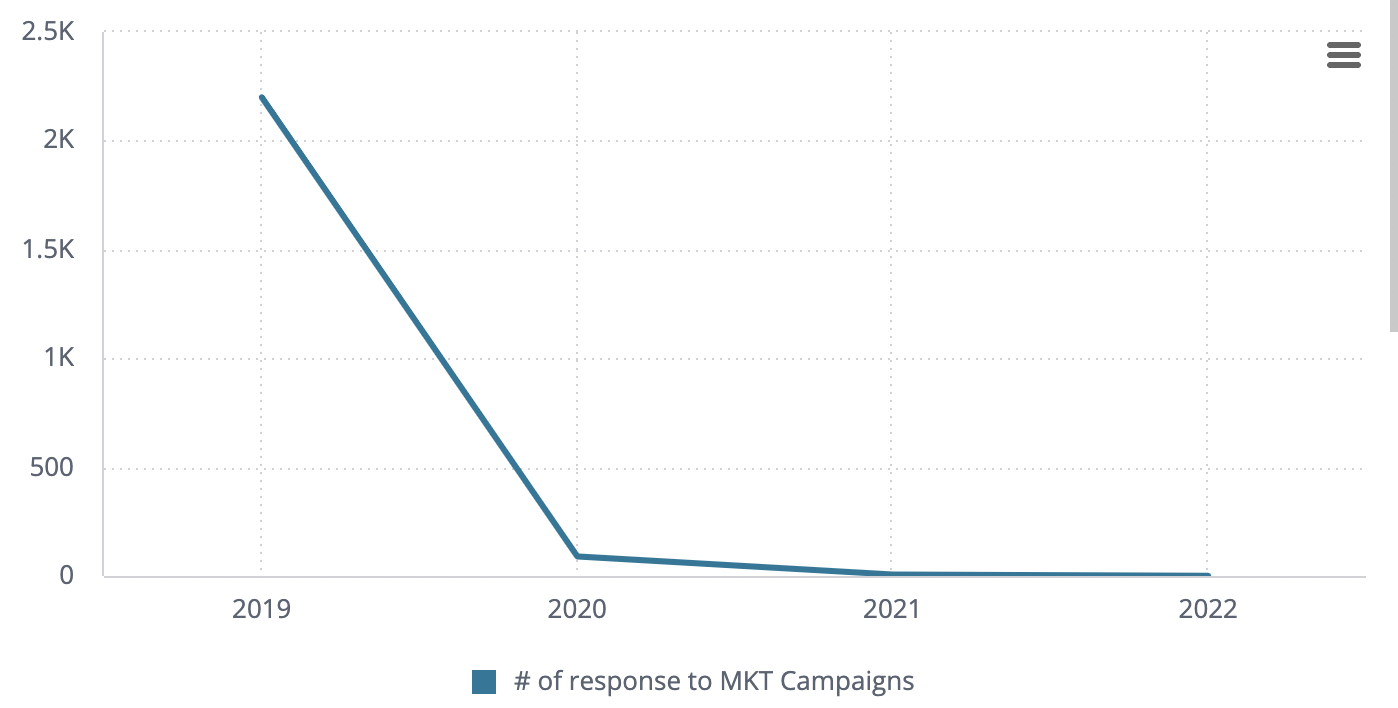 2.5K
2K
1.5K
1K
500
0
2019 2020 2021 2022
# of response to MKT Campaigns